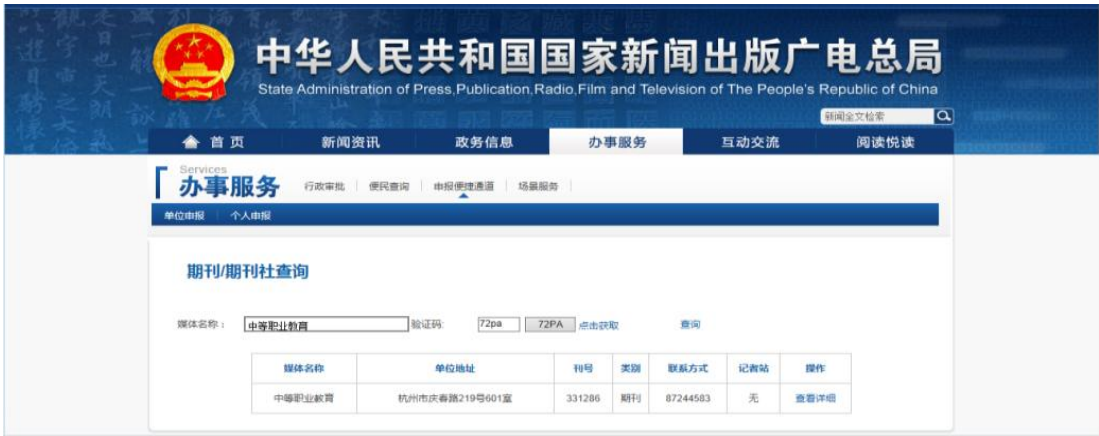 中华人民共和国国家新闻出版广电总局
State Administration of Press,Publication,Radio,Film and Television of The People's Republic of China
新闻全文检索
首 页 新闻资讯 政务信息 办事服务 互动交流 阅读悦读
Services
办事服务 行政审批 便民查询 申报便捷通道 场景服务
单位申报 个人申报
期刊/期刊社查询
媒体名称： 中等职业教育 验证码: 72pa 72PA 点击获取 查询
媒体名称 单位地址 刊号 类别 联系方式 记者站 操作
中等职业教育 杭州市庆春路219号601室 331286 期刊 87244583 无 查看详细